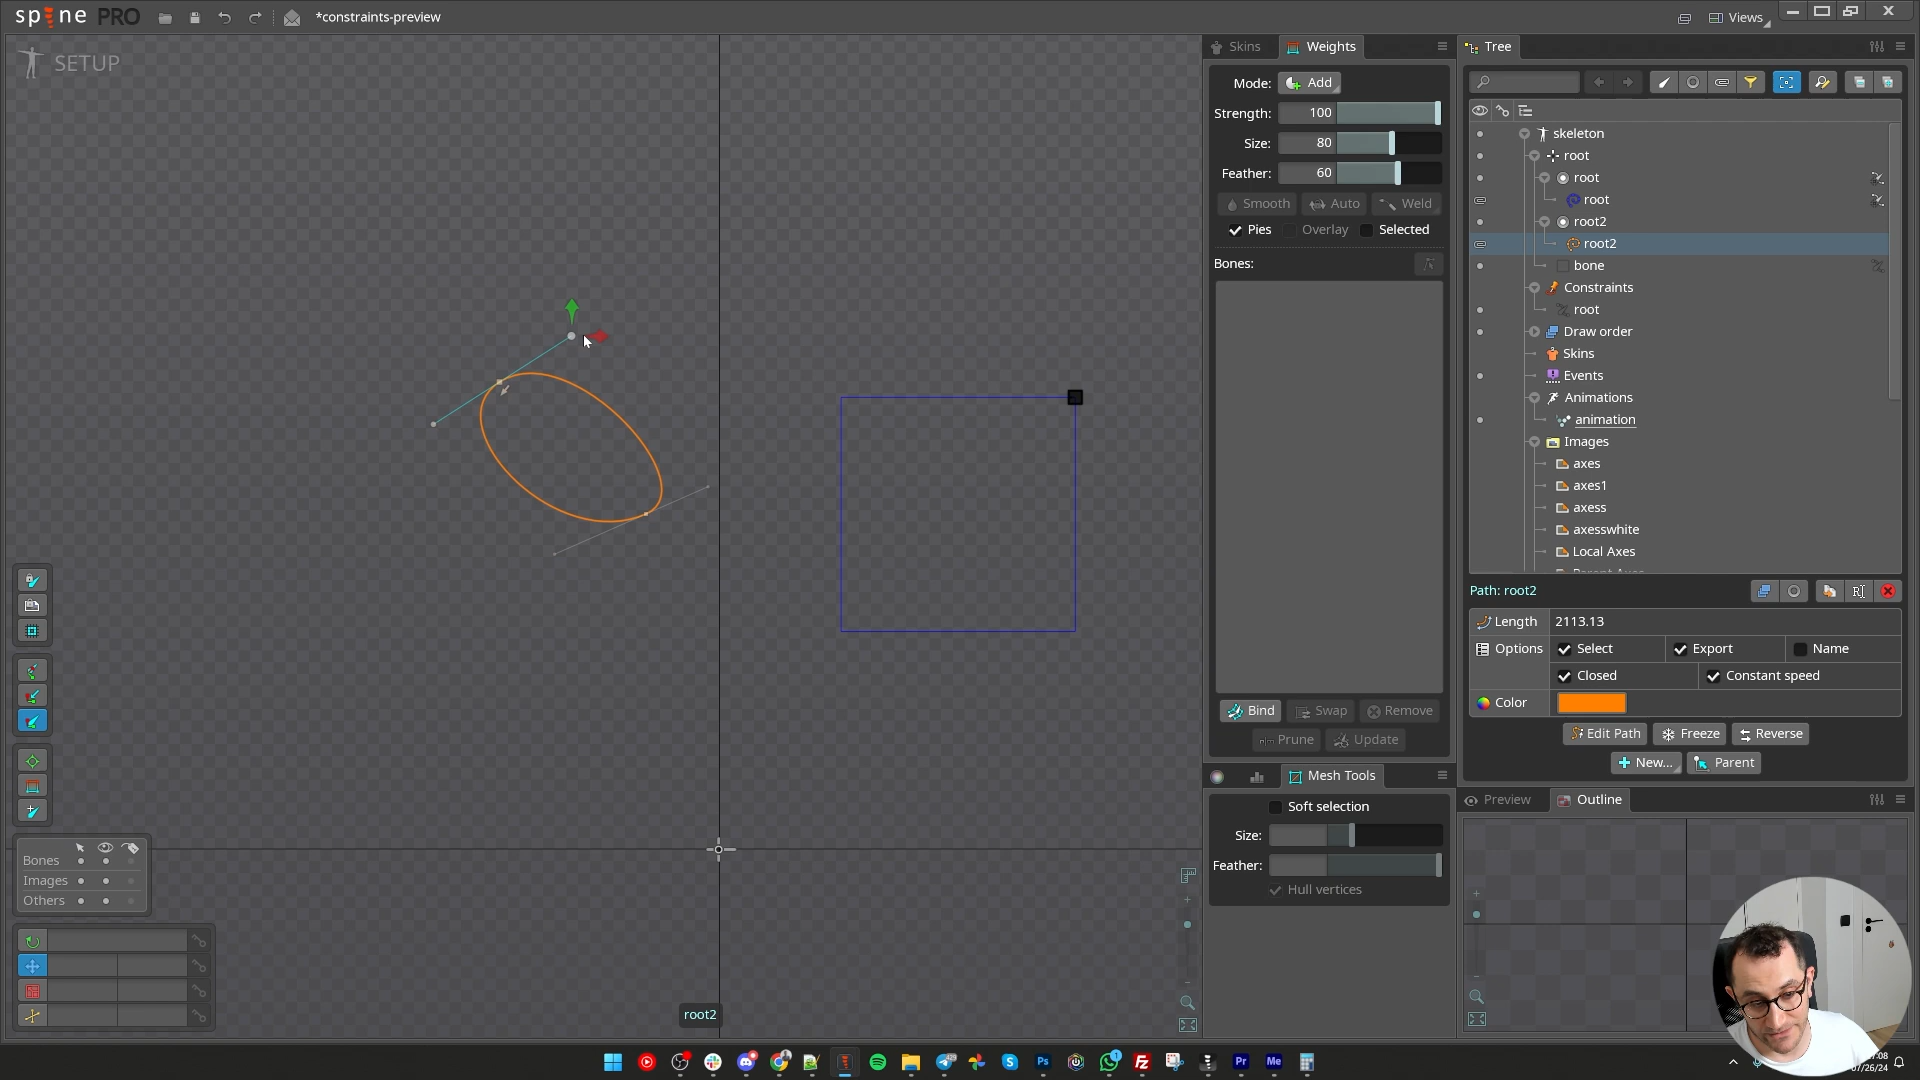 spine PRO
*constraints-preview
Views
SETUP
Skins
Weights
Tree
Mode:
Add
Strength:
100
Size:
80
Feather:
60
Smooth
Auto
Weld
Pies
Overlay
Selected
Bones:
skeleton
root
root
root
root2
root2
bone
Constraints
root
Draw order
Skins
Events
Animations
animation
Images
axes
axes1
axess
axesswhite
Local Axes
Parent Axes
Path: root2
Length
2113.13
Options
Select
Export
Name
Closed
Constant speed
Color
Edit Path
Freeze
Reverse
New...
Parent
Bind
Swap
Remove
Prune
Update
Mesh Tools
Soft selection
Size:
Feather:
Hull vertices
Preview
Outline
Bones
Images
Others
root2